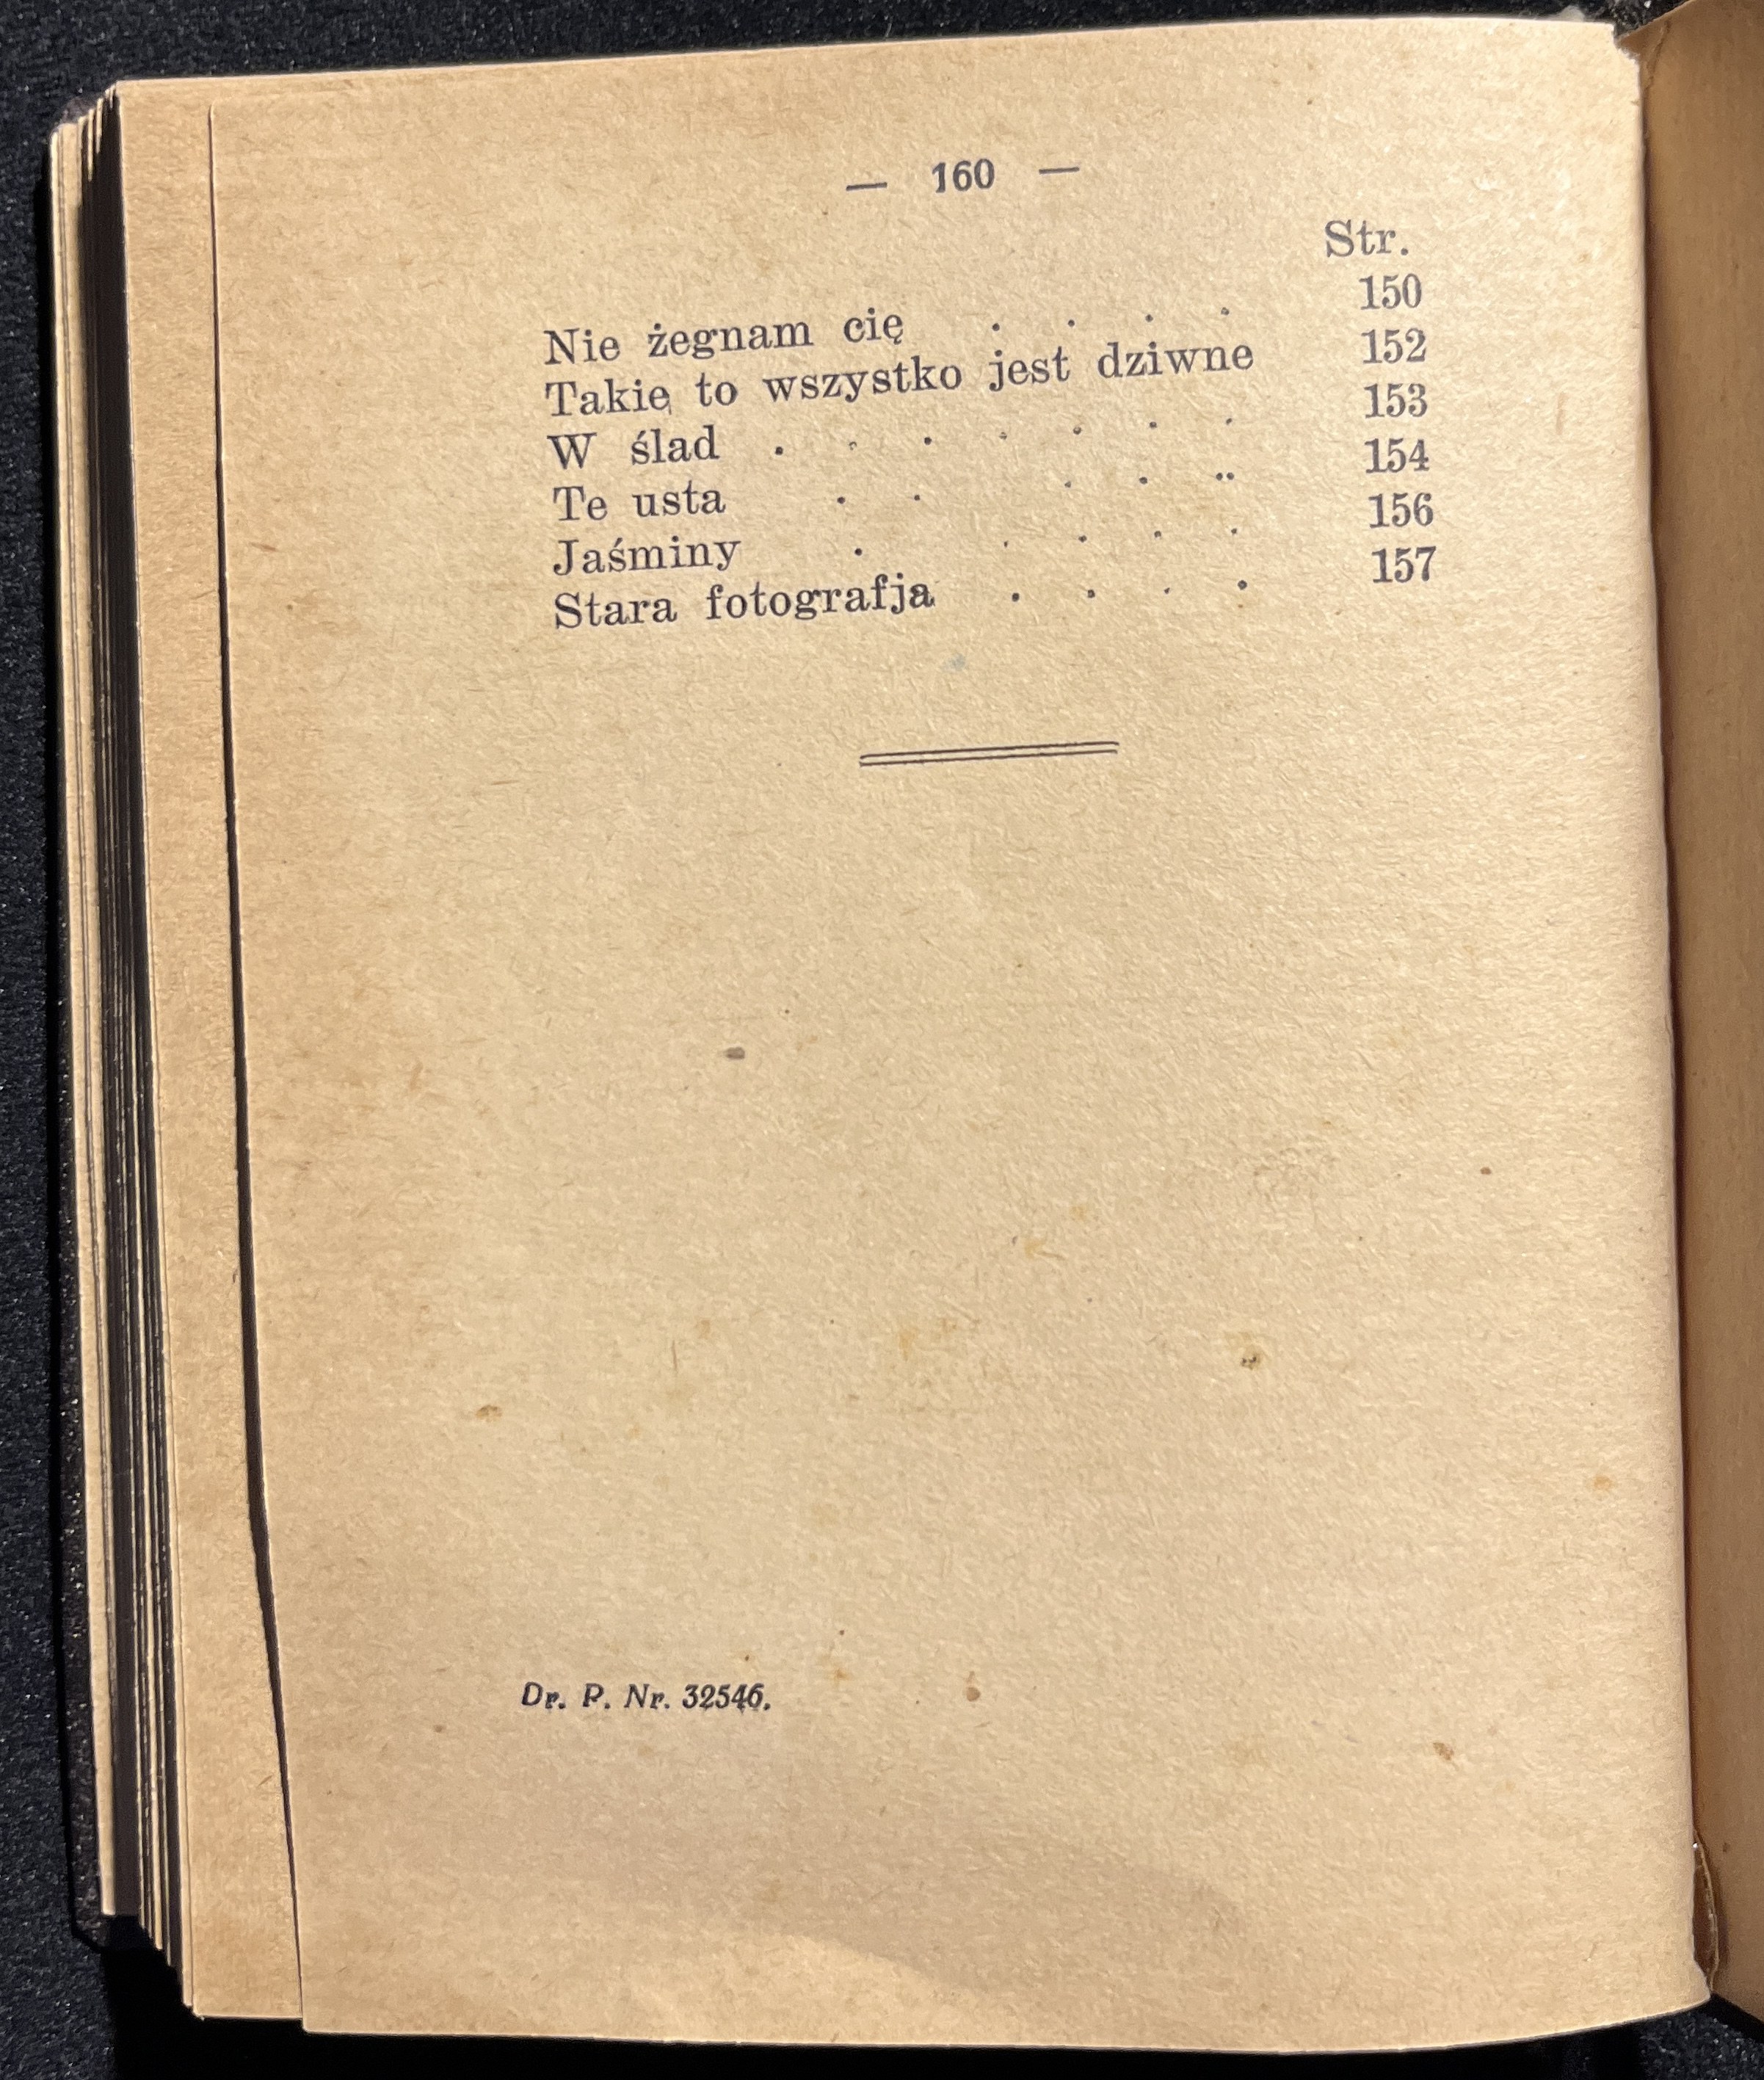 — 160 —
Str.
Nie żegnam cię . . . . 150
Takie to wszystko jest dziwne 152
W ślad . . . . . . . 153
Te usta . . . . .. 154
Jaśminy . . . . . 156
Stara fotografja . . . . 157
Dr. P. Nr. 32546.